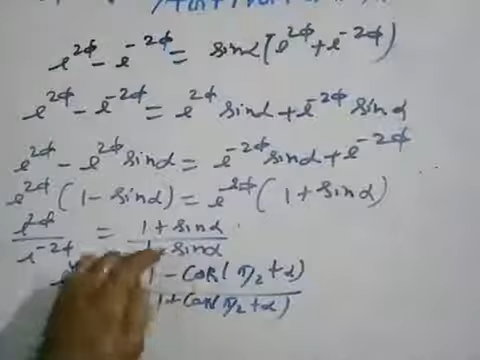 e^{2ϕ} - e^{-2ϕ} = sinα (e^{2ϕ} + e^{-2ϕ})
e^{2ϕ} - e^{-2ϕ} = e^{2ϕ} sinα + e^{-2ϕ} sinα
e^{2ϕ} - e^{2ϕ} sinα = e^{-2ϕ} sinα + e^{-2ϕ}
e^{2ϕ} (1 - sinα) = e^{-2ϕ} (1 + sinα)
e^{2ϕ} / e^{-2ϕ} = 1 + sinα / 1 - sinα
1 - cos(π/2 + α) / 1 + cos(π/2 + α)